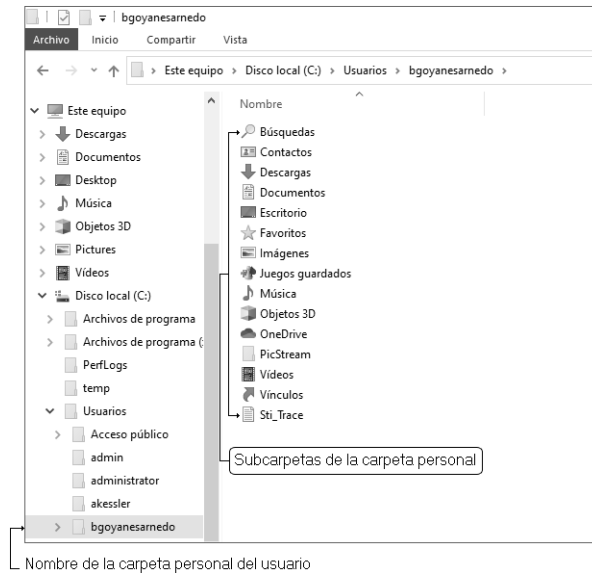 bgoyanesarnedo
Archivo Inicio Compartir Vista
Este equipo > Disco local (C:) > Usuarios > bgoyanesarnedo >
Este equipo
Descargas
Documentos
Desktop
Música
Objetos 3D
Pictures
Vídeos
Disco local (C:)
Archivos de programa
Archivos de programa (
PerfLogs
temp
Usuarios
Acceso público
admin
administrator
akessler
bgoyanesarnedo
Nombre
Búsquedas
Contactos
Descargas
Documentos
Escritorio
Favoritos
Imágenes
Juegos guardados
Música
Objetos 3D
OneDrive
PicStream
Vídeos
Vínculos
Sti_Trace
Subcarpetas de la carpeta personal
Nombre de la carpeta personal del usuario